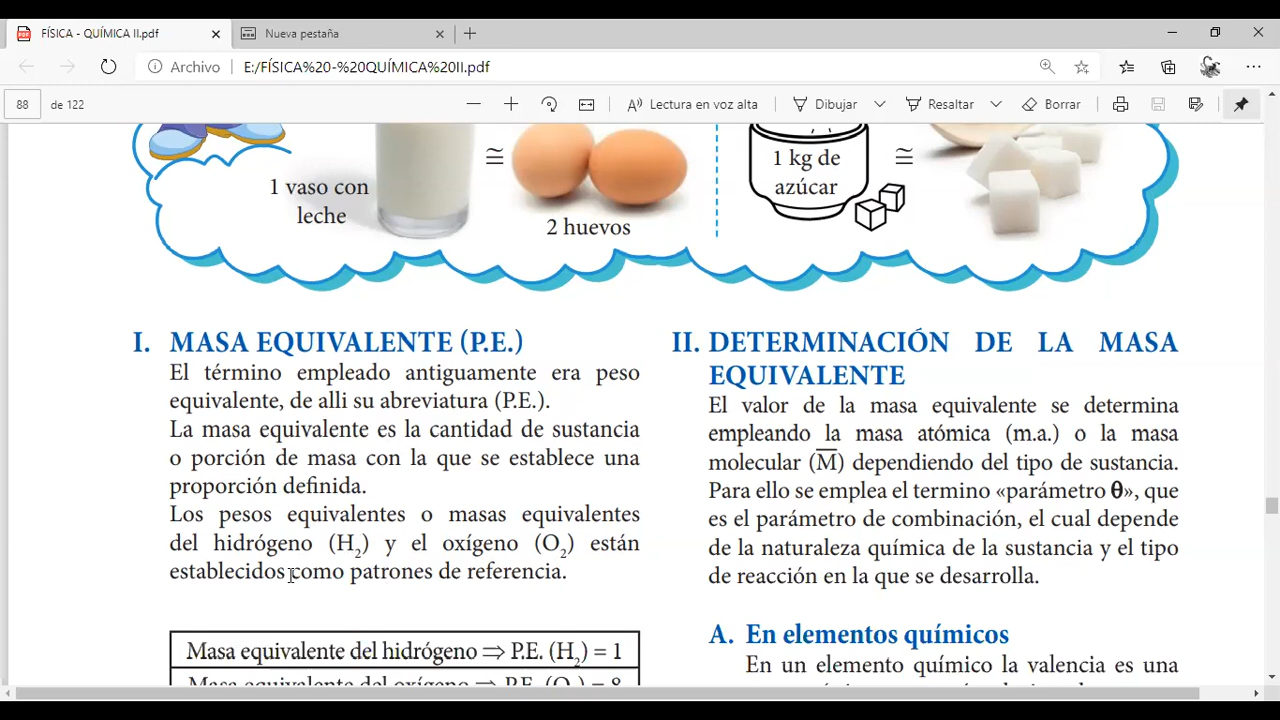 FÍSICA - QUÍMICA II.pdf
Nueva pestaña
Archivo
E:/FÍSICA%20-%20QUÍMICA%20II.pdf
88
de 122
Lectura en voz alta
Dibujar
Resaltar
Borrar
1 vaso con
leche
≅
2 huevos
1 kg de
azúcar
≅
I. MASA EQUIVALENTE (P.E.)
El término empleado antiguamente era peso
equivalente, de alli su abreviatura (P.E.).
La masa equivalente es la cantidad de sustancia
o porción de masa con la que se establece una
proporción definida.
Los pesos equivalentes o masas equivalentes
del hidrógeno (H₂) y el oxígeno (O₂) están
establecidos como patrones de referencia.
Masa equivalente del hidrógeno ⇒ P.E. (H₂) = 1
Masa equivalente del oxígeno ⇒ P.E. (O₂) = 8
II. DETERMINACIÓN DE LA MASA
EQUIVALENTE
El valor de la masa equivalente se determina
empleando la masa atómica (m.a.) o la masa
molecular (M̅) dependiendo del tipo de sustancia.
Para ello se emplea el termino «parámetro θ», que
es el parámetro de combinación, el cual depende
de la naturaleza química de la sustancia y el tipo
de reacción en la que se desarrolla.
A. En elementos químicos
En un elemento químico la valencia es una